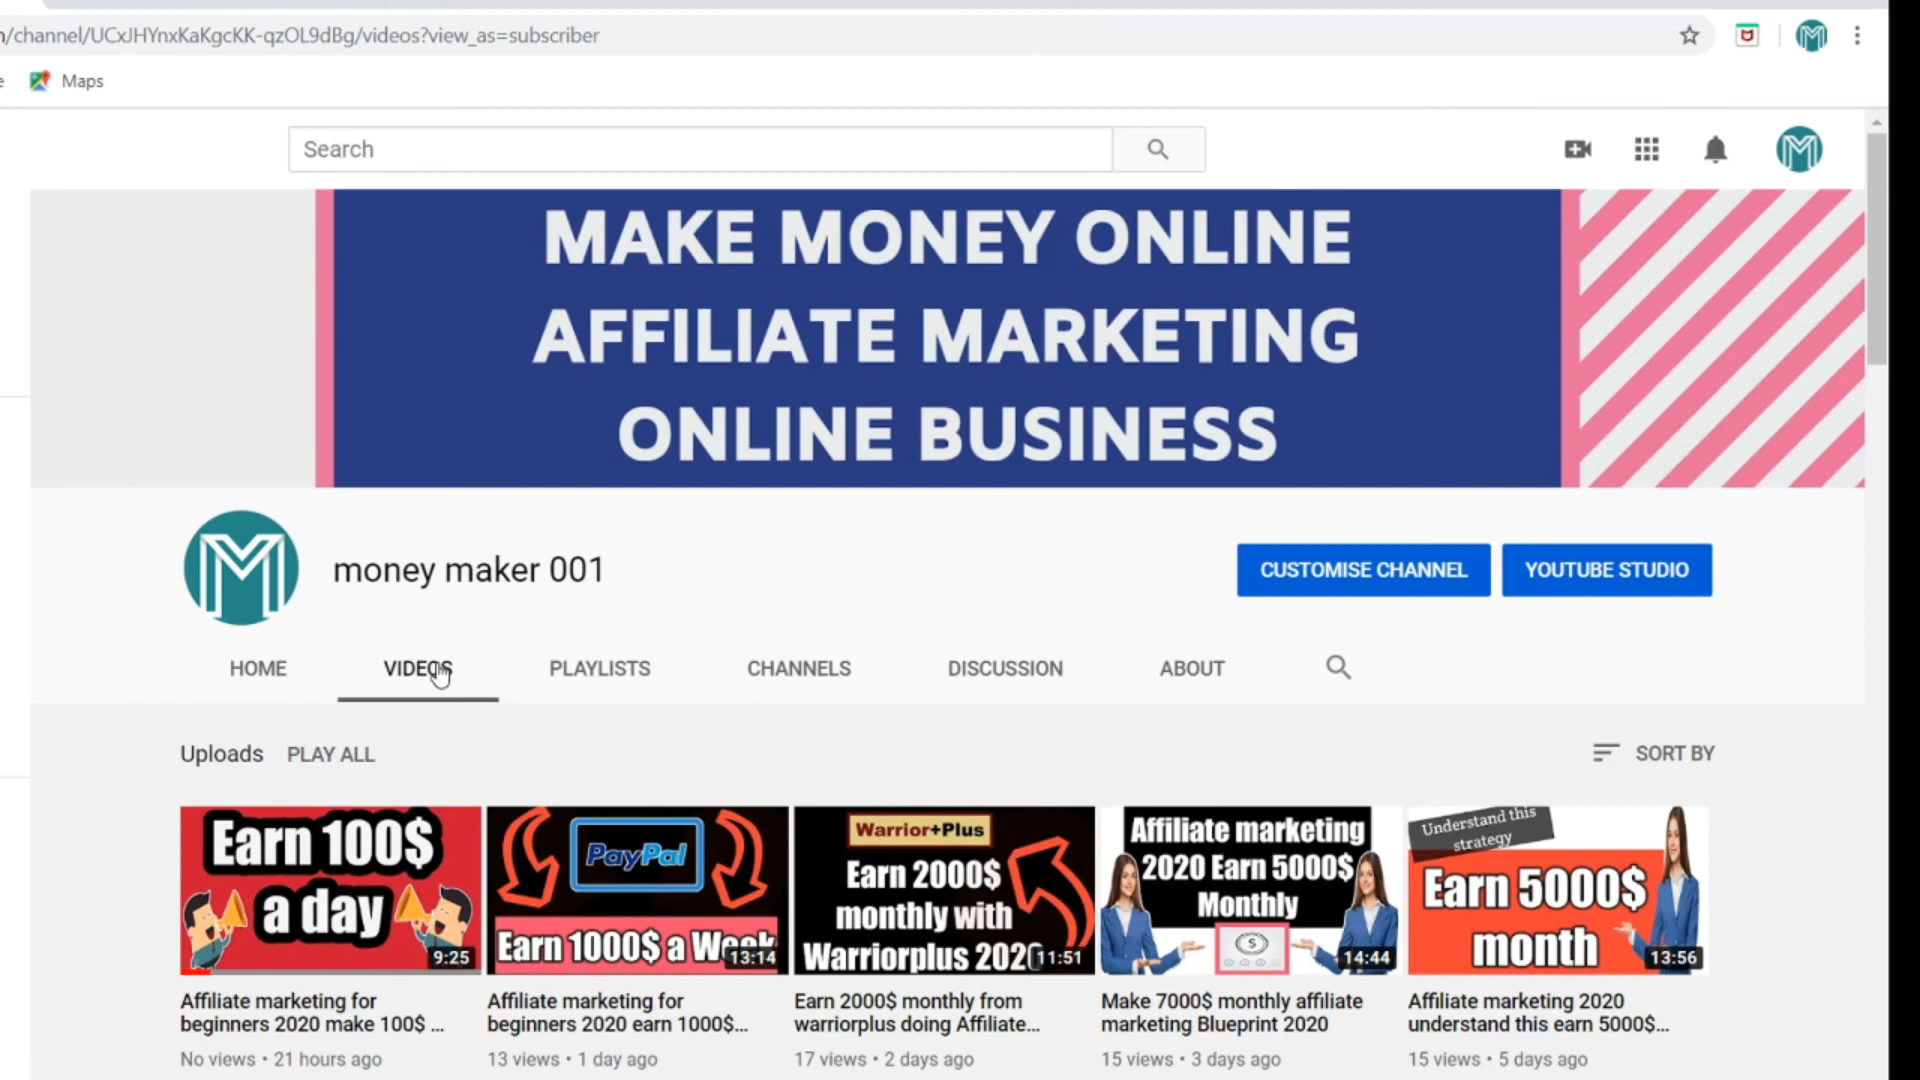 /channel/UCxJHYnxKaKgcKK-qzOL9dBg/videos?view_as=subscriber
Maps
Search
MAKE MONEY ONLINE
AFFILIATE MARKETING
ONLINE BUSINESS
money maker 001
CUSTOMISE CHANNEL
YOUTUBE STUDIO
HOME
VIDEOS
PLAYLISTS
CHANNELS
DISCUSSION
ABOUT
Uploads
PLAY ALL
SORT BY
Earn 100$
a day
9:25
PayPal
Earn 1000$ a Week
13:14
Warrior+Plus
Earn 2000$
monthly with
Warriorplus 2020
11:51
Affiliate marketing
2020 Earn 5000$
Monthly
14:44
Understand this
strategy
Earn 5000$
month
13:56
Affiliate marketing for
beginners 2020 make 100$ ...
No views • 21 hours ago
Affiliate marketing for
beginners 2020 earn 1000$...
13 views • 1 day ago
Earn 2000$ monthly from
warriorplus doing Affiliate...
17 views • 2 days ago
Make 7000$ monthly affiliate
marketing Blueprint 2020
15 views • 3 days ago
Affiliate marketing 2020
understand this earn 5000$...
15 views • 5 days ago